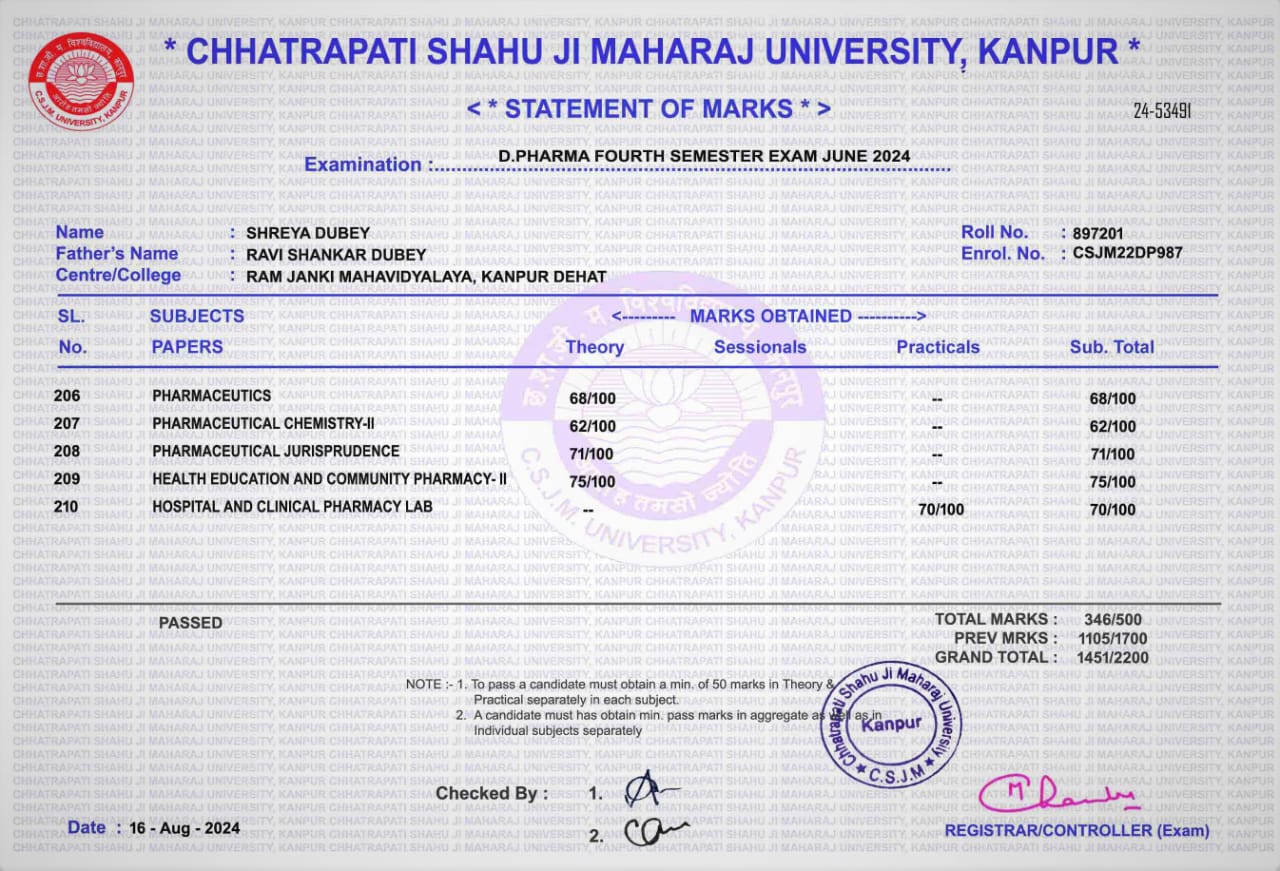 * CHHATRAPATI SHAHU JI MAHARAJ UNIVERSITY, KANPUR *
< * STATEMENT OF MARKS * >
24-53491
Examination :..... D.PHARMA FOURTH SEMESTER EXAM JUNE 2024
Name : SHREYA DUBEY Roll No. : 897201
Father's Name : RAVI SHANKAR DUBEY Enrol. No. : CSJM22DP987
Centre/College : RAM JANKI MAHAVIDYALAYA, KANPUR DEHAT
SL. SUBJECTS <--------- MARKS OBTAINED ---------->
No. PAPERS Theory Sessionals Practicals Sub. Total
206 PHARMACEUTICS 68/100 -- 68/100
207 PHARMACEUTICAL CHEMISTRY-II 62/100 -- 62/100
208 PHARMACEUTICAL JURISPRUDENCE 71/100 -- 71/100
209 HEALTH EDUCATION AND COMMUNITY PHARMACY- II 75/100 -- 75/100
210 HOSPITAL AND CLINICAL PHARMACY LAB -- 70/100 70/100
PASSED TOTAL MARKS : 346/500
PREV MRKS : 1105/1700
GRAND TOTAL : 1451/2200
NOTE :- 1. To pass a candidate must obtain a min. of 50 marks in Theory &
Practical separately in each subject.
2. A candidate must has obtain min. pass marks in aggregate as well as in
Individual subjects separately
Chhatrapati Shahu Ji Maharaj University
Kanpur
★ C.S.J.M ★
Checked By : 1.
2.
Date : 16 - Aug - 2024
REGISTRAR/CONTROLLER (Exam)
छ.शा.जी. म. विश्वविद्यालय कानपुर
आरोह तमसो ज्योति
C.S.J.M. UNIVERSITY, KANPUR